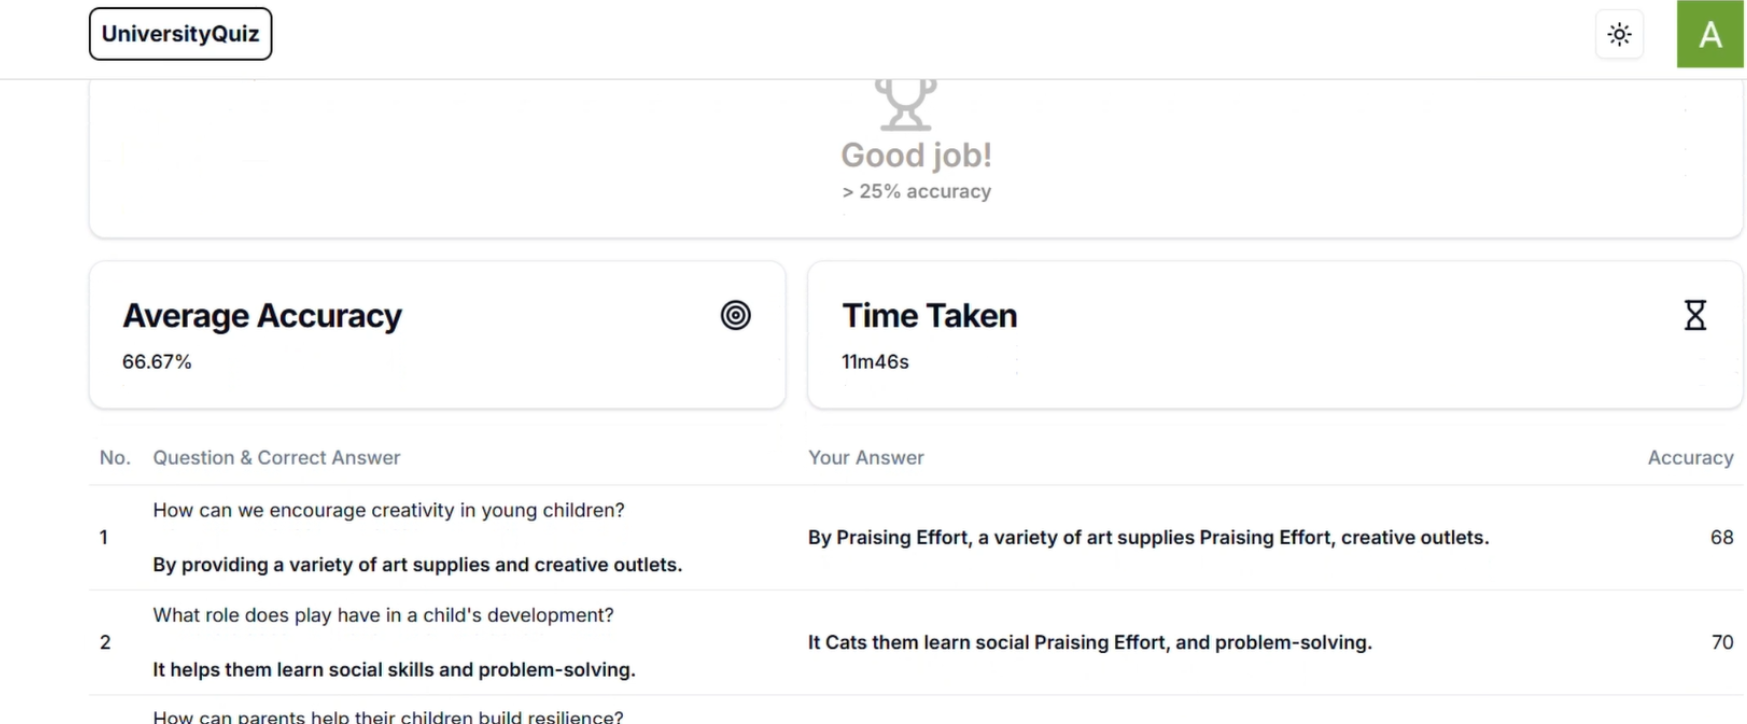 UniversityQuiz
A
Good job!
> 25% accuracy
Average Accuracy
66.67%
Time Taken
11m46s
No. Question & Correct Answer Your Answer Accuracy
How can we encourage creativity in young children?
1 By Praising Effort, a variety of art supplies Praising Effort, creative outlets. 68
By providing a variety of art supplies and creative outlets.
What role does play have in a child's development?
2 It Cats them learn social Praising Effort, and problem-solving. 70
It helps them learn social skills and problem-solving.
How can parents help their children build resilience?